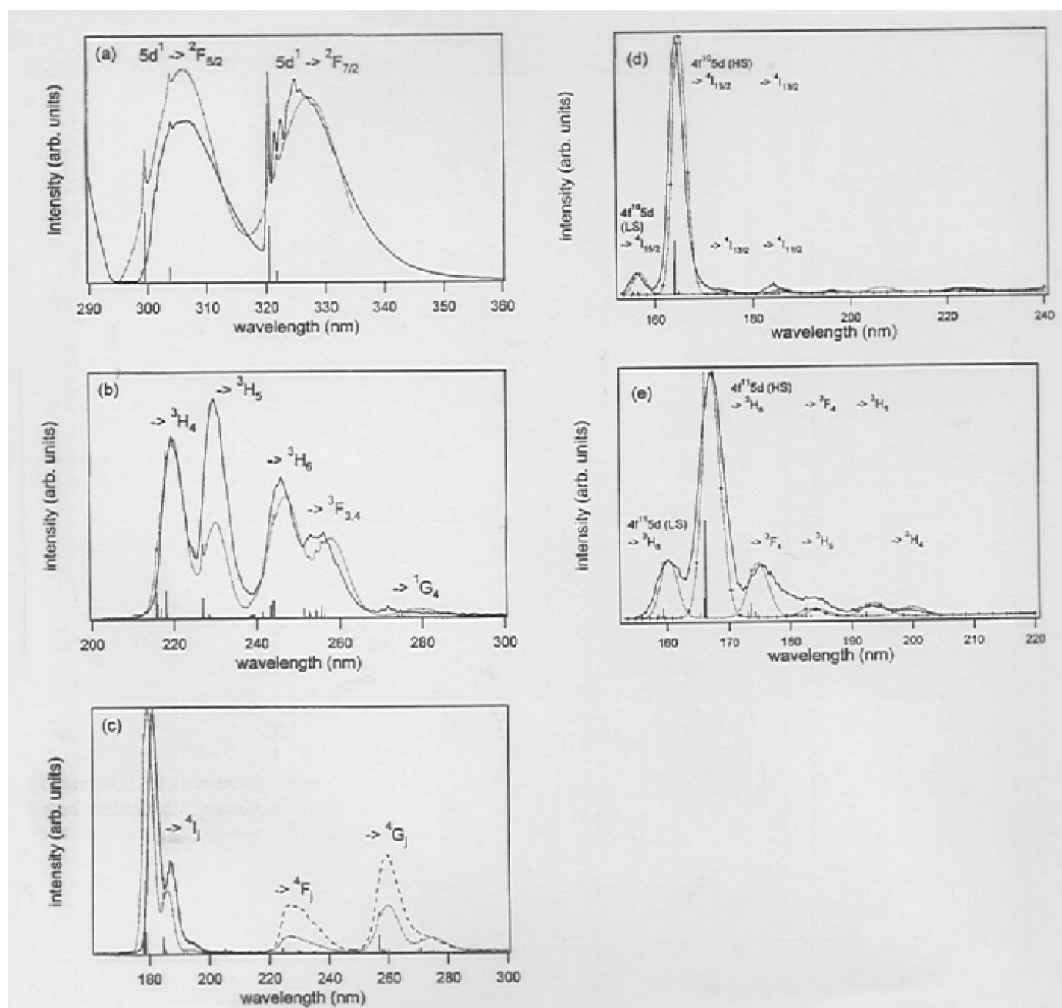 (a)
5d¹ -> ²F₅/₂
5d¹ -> ²F₇/₂
intensity (arb. units)
290 300 310 320 330 340 350 360
wavelength (nm)
(b)
-> ³H₄
-> ³H₅
-> ³H₆
-> ³F₃,₄
-> ¹G₄
intensity (arb. units)
200 220 240 260 280 300
wavelength (nm)
(c)
-> ⁴Iⱼ
-> ⁴Fⱼ
-> ⁴Gⱼ
intensity (arb. units)
180 200 220 240 260 280 300
wavelength (nm)
(d)
4f¹⁰5d (HS)
-> ⁴I₁₅/₂ -> ⁴I₁₃/₂
4f¹⁰5d
(LS)
-> ⁴I₁₅/₂ -> ⁴I₁₃/₂ -> ⁴I₁₁/₂
intensity (arb. units)
160 180 200 220 240
wavelength (nm)
(e)
4f¹¹5d (HS)
-> ³H₆ -> ³F₄ -> ³H₅
4f¹¹5d (LS)
-> ³H₆ -> ³F₄ -> ³H₅ -> ³H₄
intensity (arb. units)
160 170 180 190 200 210 220
wavelength (nm)